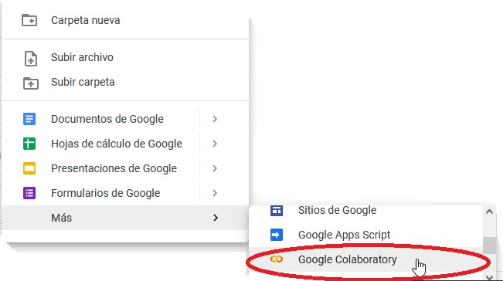 Carpeta nueva
Subir archivo
Subir carpeta
Documentos de Google
Hojas de cálculo de Google
Presentaciones de Google
Formularios de Google
Más
Sitios de Google
Google Apps Script
Google Colaboratory